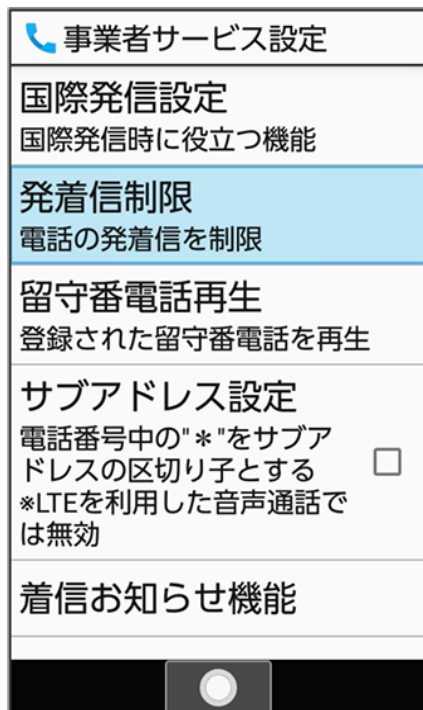 事業者サービス設定
国際発信設定
国際発信時に役立つ機能
発着信制限
電話の発着信を制限
留守番電話再生
登録された留守番電話を再生
サブアドレス設定
電話番号中の"＊"をサブア
ドレスの区切り子とする
※LTEを利用した音声通話で
は無効
着信お知らせ機能